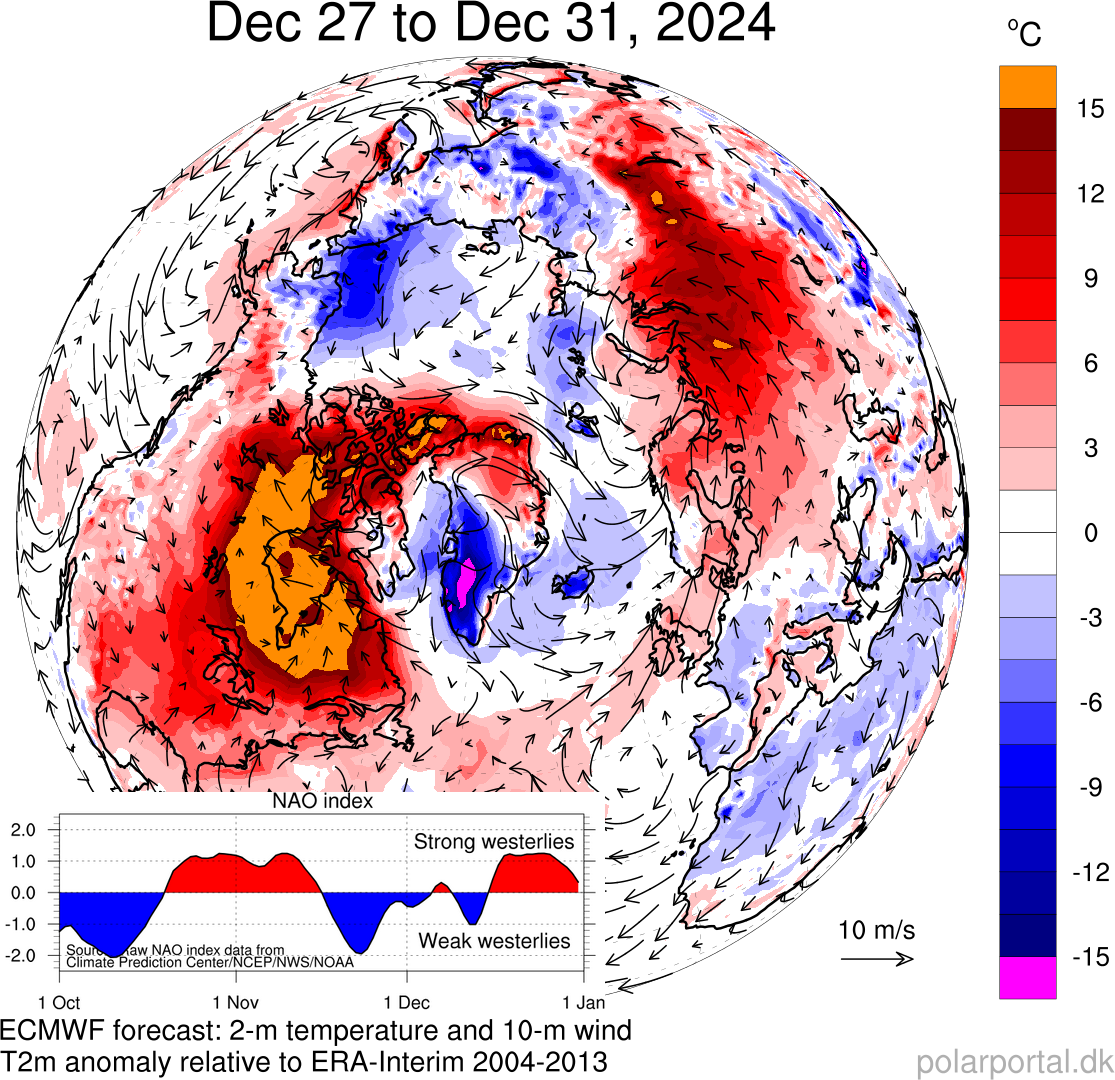 Dec 27 to Dec 31, 2024
°C
15
12
9
6
3
0
-3
-6
-9
-12
-15
10 m/s
NAO index
2.0
1.0
0.0
-1.0
-2.0
Strong westerlies
Weak westerlies
raw NAO index data from
Climate Prediction Center/NCEP/NWS/NOAA
1 Oct
1 Nov
1 Dec
1 Jan
ECMWF forecast: 2-m temperature and 10-m wind
T2m anomaly relative to ERA-Interim 2004-2013
polarportal.dk